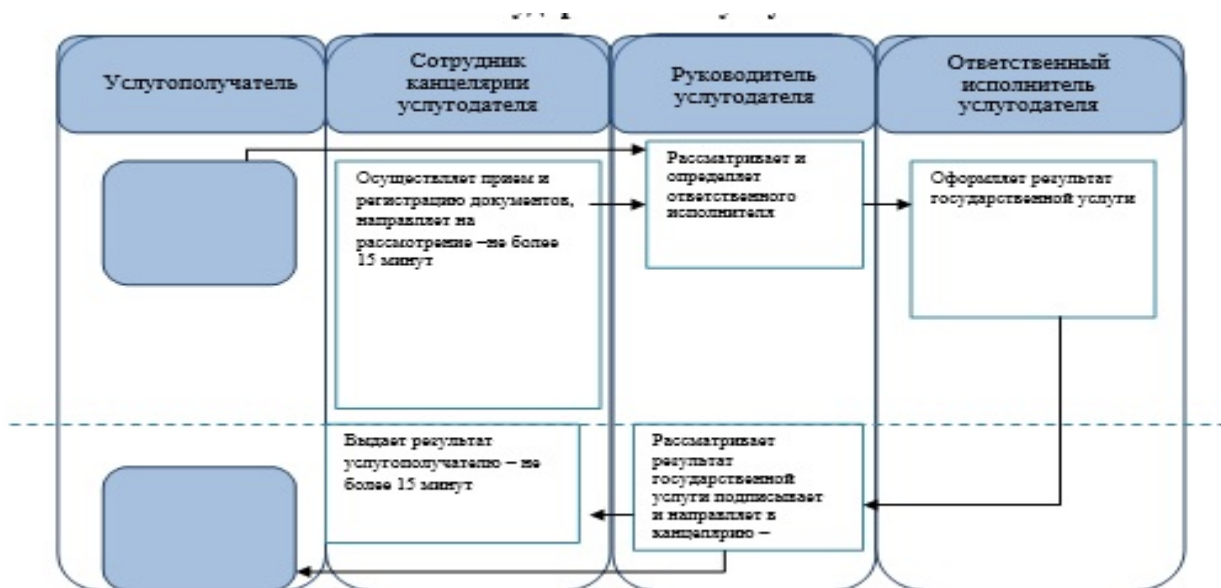 Услугополучатель
Сотрудник
канцелярии
услугодателя
Руководитель
услугодателя
Ответственный
исполнитель
услугодателя
Осуществляет прием и
регистрацию документов,
направляет на
рассмотрение –не более
15 минут
Рассматривает и
определяет
ответственного
исполнителя
Оформляет результат
государственной услуги
Выдает результат
услугополучателю – не
более 15 минут
Рассматривает
результат
государственной
услуги подписывает
и направляет в
канцелярию –